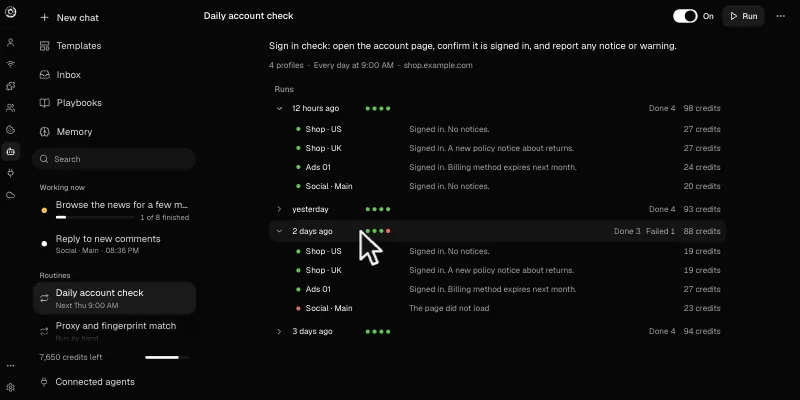 New chat
Templates
Inbox
Playbooks
Memory
Search
Working now
Browse the news for a few m...
1 of 8 finished
Reply to new comments
Social · Main · 08:36 PM
Routines
Daily account check
Next Thu 9:00 AM
Proxy and fingerprint match
Run by hand
7,650 credits left
Connected agents
Daily account check
On
Run
Sign in check: open the account page, confirm it is signed in, and report any notice or warning.
4 profiles · Every day at 9:00 AM · shop.example.com
Runs
12 hours ago Done 4 98 credits
Shop · US Signed in. No notices. 27 credits
Shop · UK Signed in. A new policy notice about returns. 27 credits
Ads 01 Signed in. Billing method expires next month. 24 credits
Social · Main Signed in. No notices. 20 credits
yesterday Done 4 93 credits
2 days ago Done 3 Failed 1 88 credits
Shop · US Signed in. No notices. 19 credits
Shop · UK Signed in. A new policy notice about returns. 19 credits
Ads 01 Signed in. Billing method expires next month. 27 credits
Social · Main The page did not load 23 credits
3 days ago Done 4 94 credits